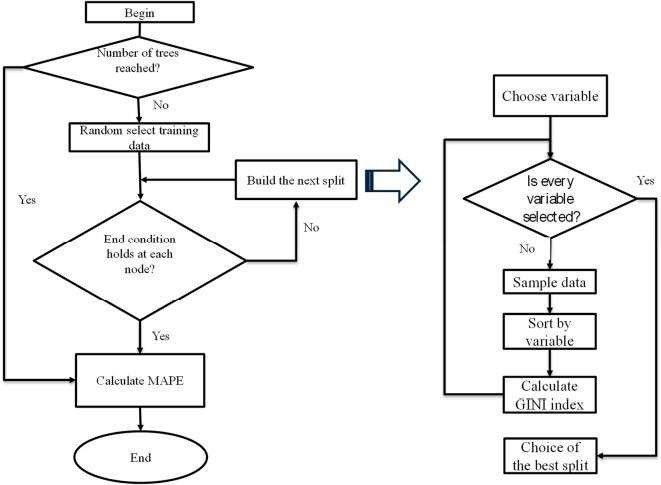 Begin
Number of trees
reached?
No
Random select training
data
Build the next split
Yes
End condition
holds at each
node?
No
Yes
Calculate MAPE
End
Choose variable
Is every
variable
selected?
Yes
No
Sample data
Sort by
variable
Calculate
GINI index
Choice of
the best split